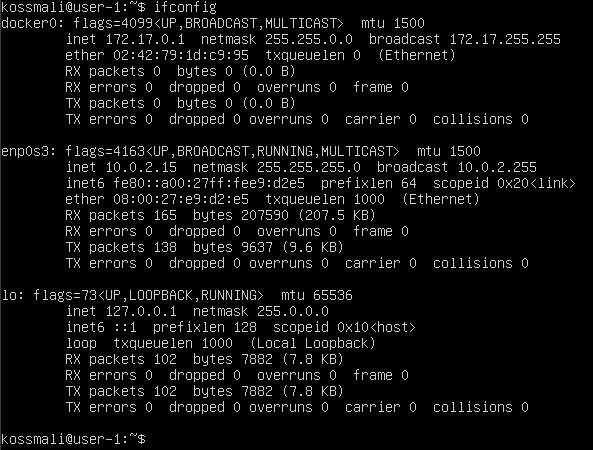 kossmali@user-1:~$ ifconfig
docker0: flags=4099<UP,BROADCAST,MULTICAST>  mtu 1500
        inet 172.17.0.1  netmask 255.255.0.0  broadcast 172.17.255.255
        ether 02:42:79:1d:c9:95  txqueuelen 0  (Ethernet)
        RX packets 0  bytes 0 (0.0 B)
        RX errors 0  dropped 0  overruns 0  frame 0
        TX packets 0  bytes 0 (0.0 B)
        TX errors 0  dropped 0 overruns 0  carrier 0  collisions 0

enp0s3: flags=4163<UP,BROADCAST,RUNNING,MULTICAST>  mtu 1500
        inet 10.0.2.15  netmask 255.255.255.0  broadcast 10.0.2.255
        inet6 fe80::a00:27ff:fee9:d2e5  prefixlen 64  scopeid 0x20<link>
        ether 08:00:27:e9:d2:e5  txqueuelen 1000  (Ethernet)
        RX packets 165  bytes 207590 (207.5 KB)
        RX errors 0  dropped 0  overruns 0  frame 0
        TX packets 138  bytes 9637 (9.6 KB)
        TX errors 0  dropped 0 overruns 0  carrier 0  collisions 0

lo: flags=73<UP,LOOPBACK,RUNNING>  mtu 65536
        inet 127.0.0.1  netmask 255.0.0.0
        inet6 ::1  prefixlen 128  scopeid 0x10<host>
        loop  txqueuelen 1000  (Local Loopback)
        RX packets 102  bytes 7882 (7.8 KB)
        RX errors 0  dropped 0  overruns 0  frame 0
        TX packets 102  bytes 7882 (7.8 KB)
        TX errors 0  dropped 0 overruns 0  carrier 0  collisions 0

kossmali@user-1:~$